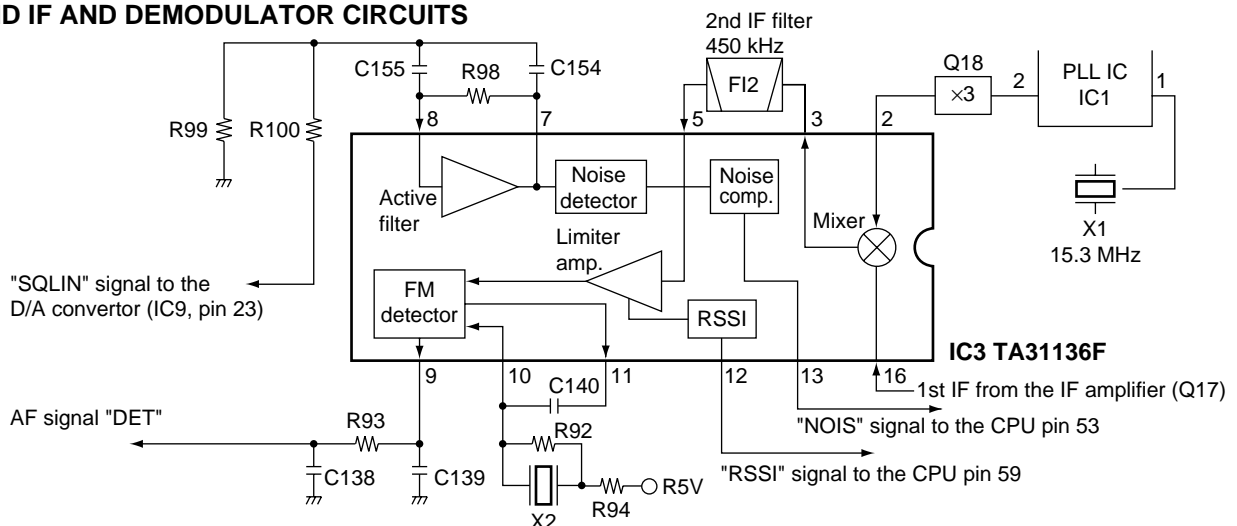 ND IF AND DEMODULATOR CIRCUITS
2nd IF filter
450 kHz
C155
R98
C154
FI2
Q18
×3
2
PLL IC
IC1
1
R99
R100
8
7
5
3
2
X1
15.3 MHz
Active
filter
Noise
detector
Noise
comp.
Mixer
Limiter
amp.
"SQLIN" signal to the
D/A convertor (IC9, pin 23)
FM
detector
RSSI
IC3 TA31136F
9
10
11
12
13
16
1st IF from the IF amplifier (Q17)
C140
AF signal "DET"
R93
R92
"NOIS" signal to the CPU pin 53
"RSSI" signal to the CPU pin 59
C138
C139
R94
R5V
X2